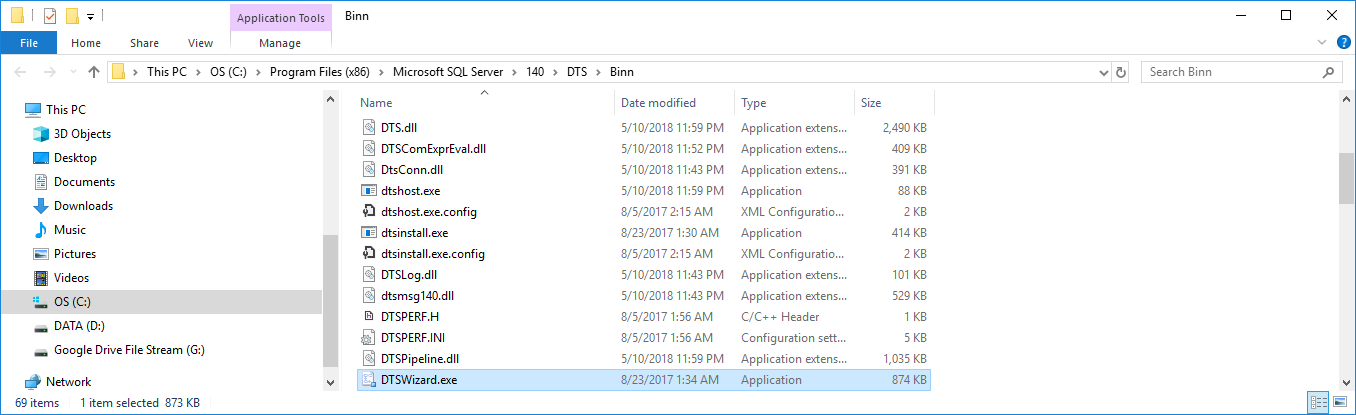 Application Tools Binn
File Home Share View Manage
This PC OS (C:) Program Files (x86) Microsoft SQL Server 140 DTS Binn Search Binn
This PC
3D Objects
Desktop
Documents
Downloads
Music
Pictures
Videos
OS (C:)
DATA (D:)
Google Drive File Stream (G:)
Network
Name Date modified Type Size
DTS.dll 5/10/2018 11:59 PM Application extens... 2,490 KB
DTSComExprEval.dll 5/10/2018 11:52 PM Application extens... 409 KB
DtsConn.dll 5/10/2018 11:43 PM Application extens... 391 KB
dtshost.exe 5/10/2018 11:59 PM Application 88 KB
dtshost.exe.config 8/5/2017 2:15 AM XML Configuratio... 2 KB
dtsinstall.exe 8/23/2017 1:30 AM Application 414 KB
dtsinstall.exe.config 8/5/2017 2:15 AM XML Configuratio... 2 KB
DTSLog.dll 5/10/2018 11:43 PM Application extens... 101 KB
dtsmsg140.dll 5/10/2018 11:43 PM Application extens... 529 KB
DTSPERF.H 8/5/2017 1:56 AM C/C++ Header 1 KB
DTSPERF.INI 8/5/2017 1:56 AM Configuration sett... 5 KB
DTSPipeline.dll 5/10/2018 11:59 PM Application extens... 1,035 KB
DTSWizard.exe 8/23/2017 1:34 AM Application 874 KB
69 items 1 item selected 873 KB